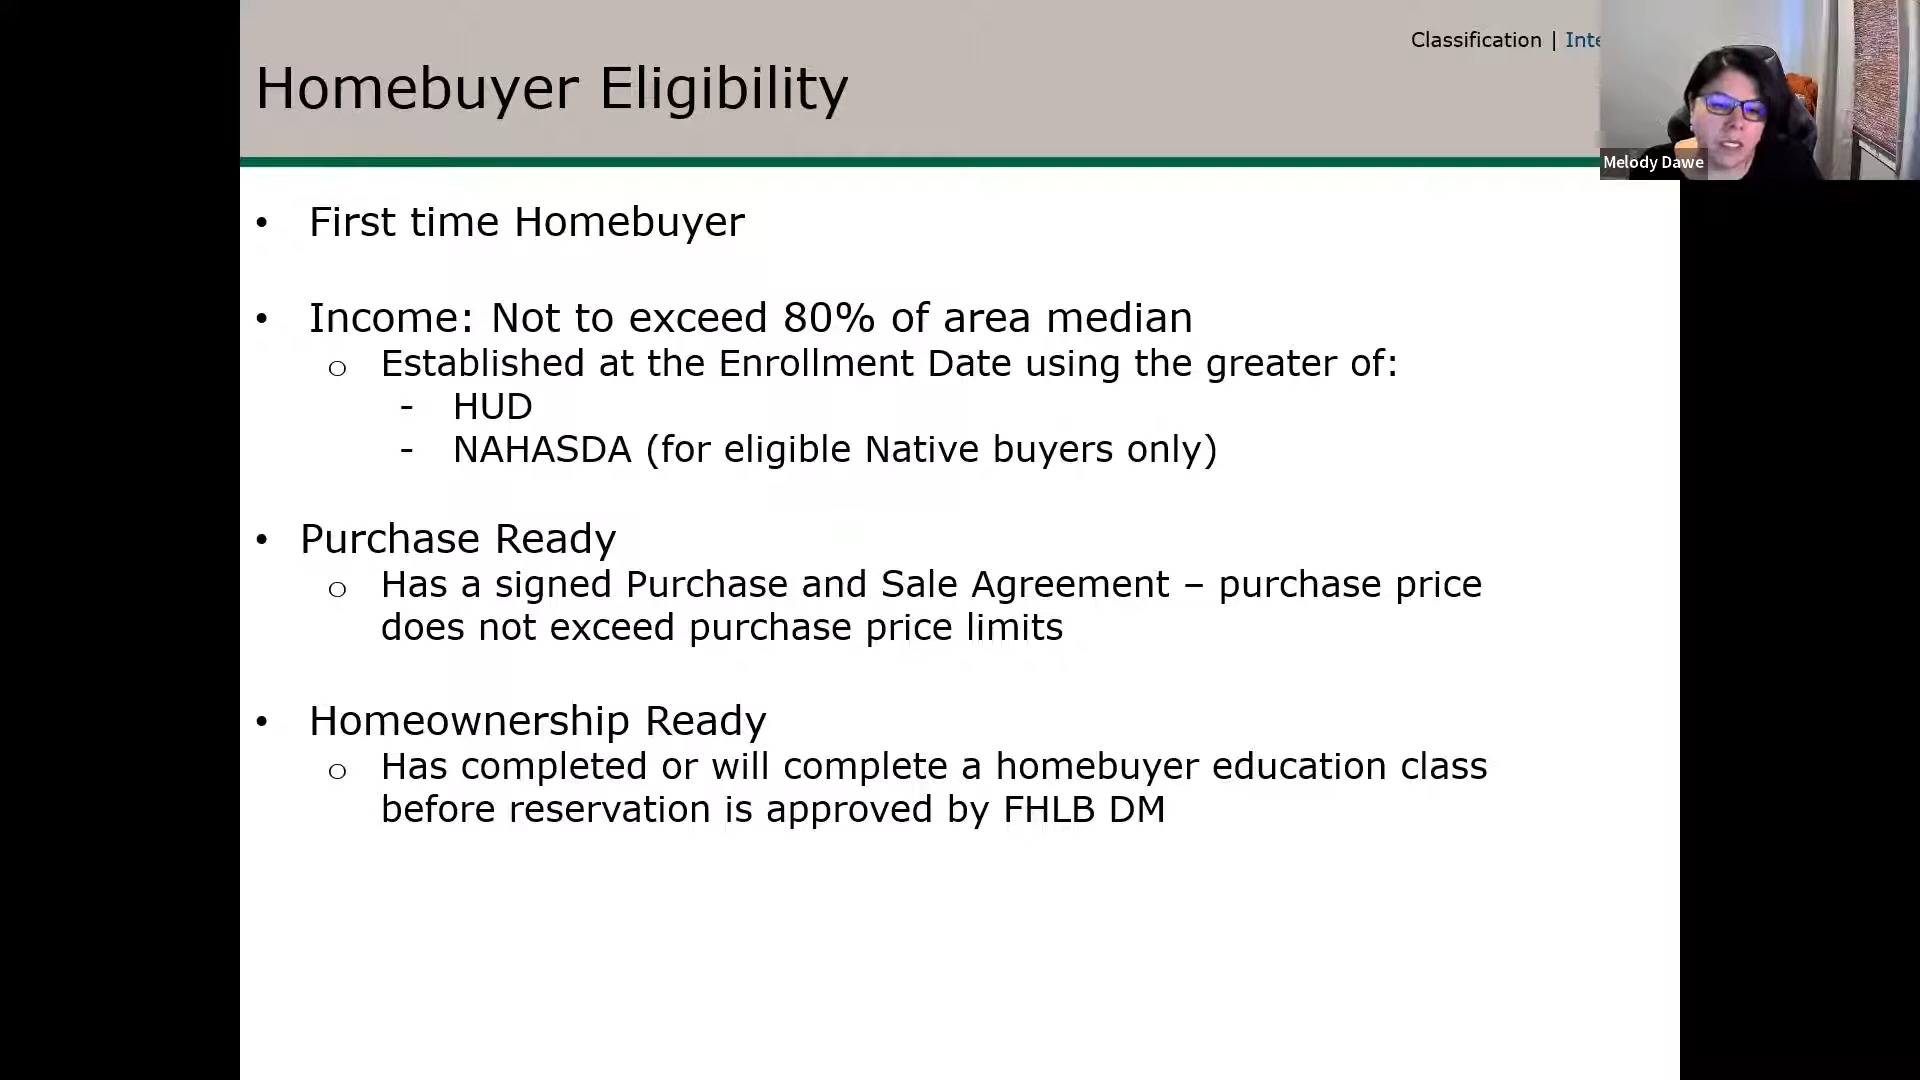 Classification |
Homebuyer Eligibility
Melody Dawe
• First time Homebuyer
• Income: Not to exceed 80% of area median
o Established at the Enrollment Date using the greater of:
- HUD
- NAHASDA (for eligible Native buyers only)
• Purchase Ready
o Has a signed Purchase and Sale Agreement – purchase price
does not exceed purchase price limits
• Homeownership Ready
o Has completed or will complete a homebuyer education class
before reservation is approved by FHLB DM